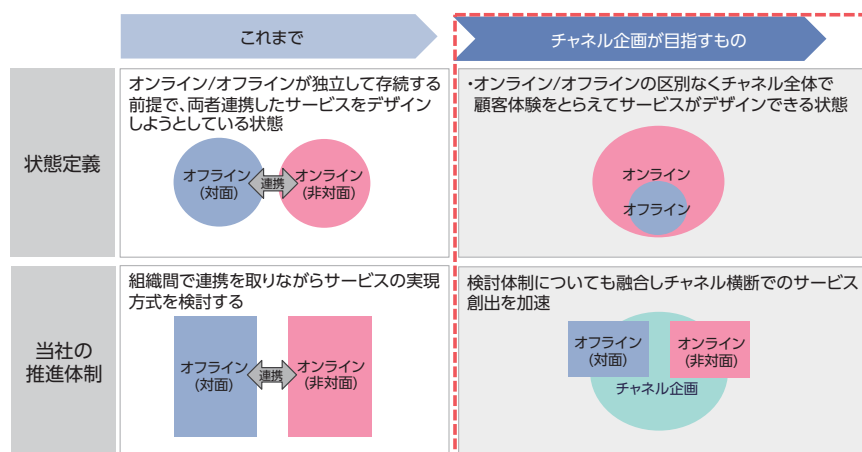 これまで
チャネル企画が目指すもの
状態定義
オンライン/オフラインが独立して存続する
前提で、両者連携したサービスをデザイン
しようとしている状態
オフライン
(対面)
連携
オンライン
(非対面)
・オンライン/オフラインの区別なくチャネル全体で
顧客体験をとらえてサービスがデザインできる状態
オンライン
オフライン
当社の
推進体制
組織間で連携を取りながらサービスの実現
方式を検討する
オフライン
(対面)
連携
オンライン
(非対面)
検討体制についても融合しチャネル横断でのサービス
創出を加速
オフライン
(対面)
オンライン
(非対面)
チャネル企画